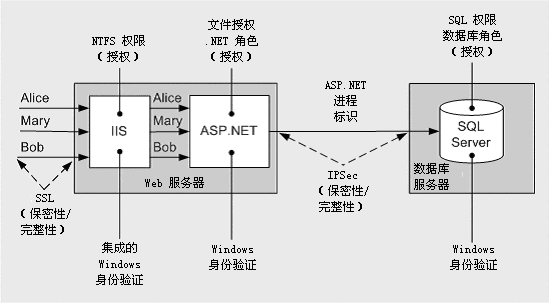 NTFS 权限
（授权）
文件授权
.NET 角色
（授权）
SQL 权限
数据库角色
（授权）
Alice
Mary
Bob
IIS
Alice
Mary
Bob
ASP.NET
ASP.NET
进程
标识
SQL
Server
Web 服务器
数据库
服务器
SSL
（保密性/
完整性）
IPSec
（保密性/
完整性）
集成的
Windows
身份验证
Windows
身份验证
Windows
身份验证